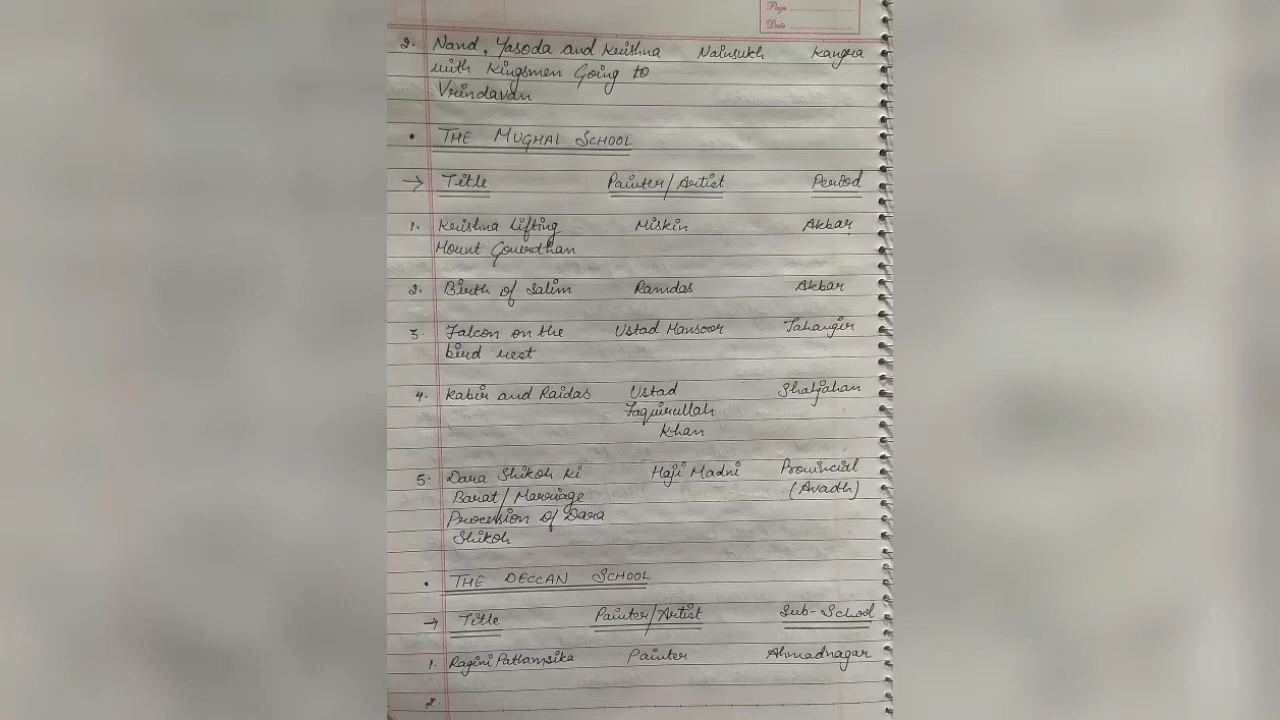 Page
Date
2. Nand, Yasoda and Krishna Nainsukh Kangra
with Kingsmen Going to
Vrindavan
• THE MUGHAL SCHOOL
→ Title Painter/Artist Period
1. Krishna Lifting Miskin Akbar
Mount Goverdhan
2. Birth of Salim Ramdas Akbar
3. Falcon on the Ustad Mansoor Jahangir
bird rest
4. Kabir and Raidas Ustad Shahjahan
Faquirullah
Khan
5. Dara Shikoh ki Haji Madni Provincial
Barat/Marriage (Avadh)
Procession of Dara
Shikoh
• THE DECCAN SCHOOL
→ Title Painter/Artist Sub-School
1. Ragini Pathamsika Painter Ahmadnagar
2.